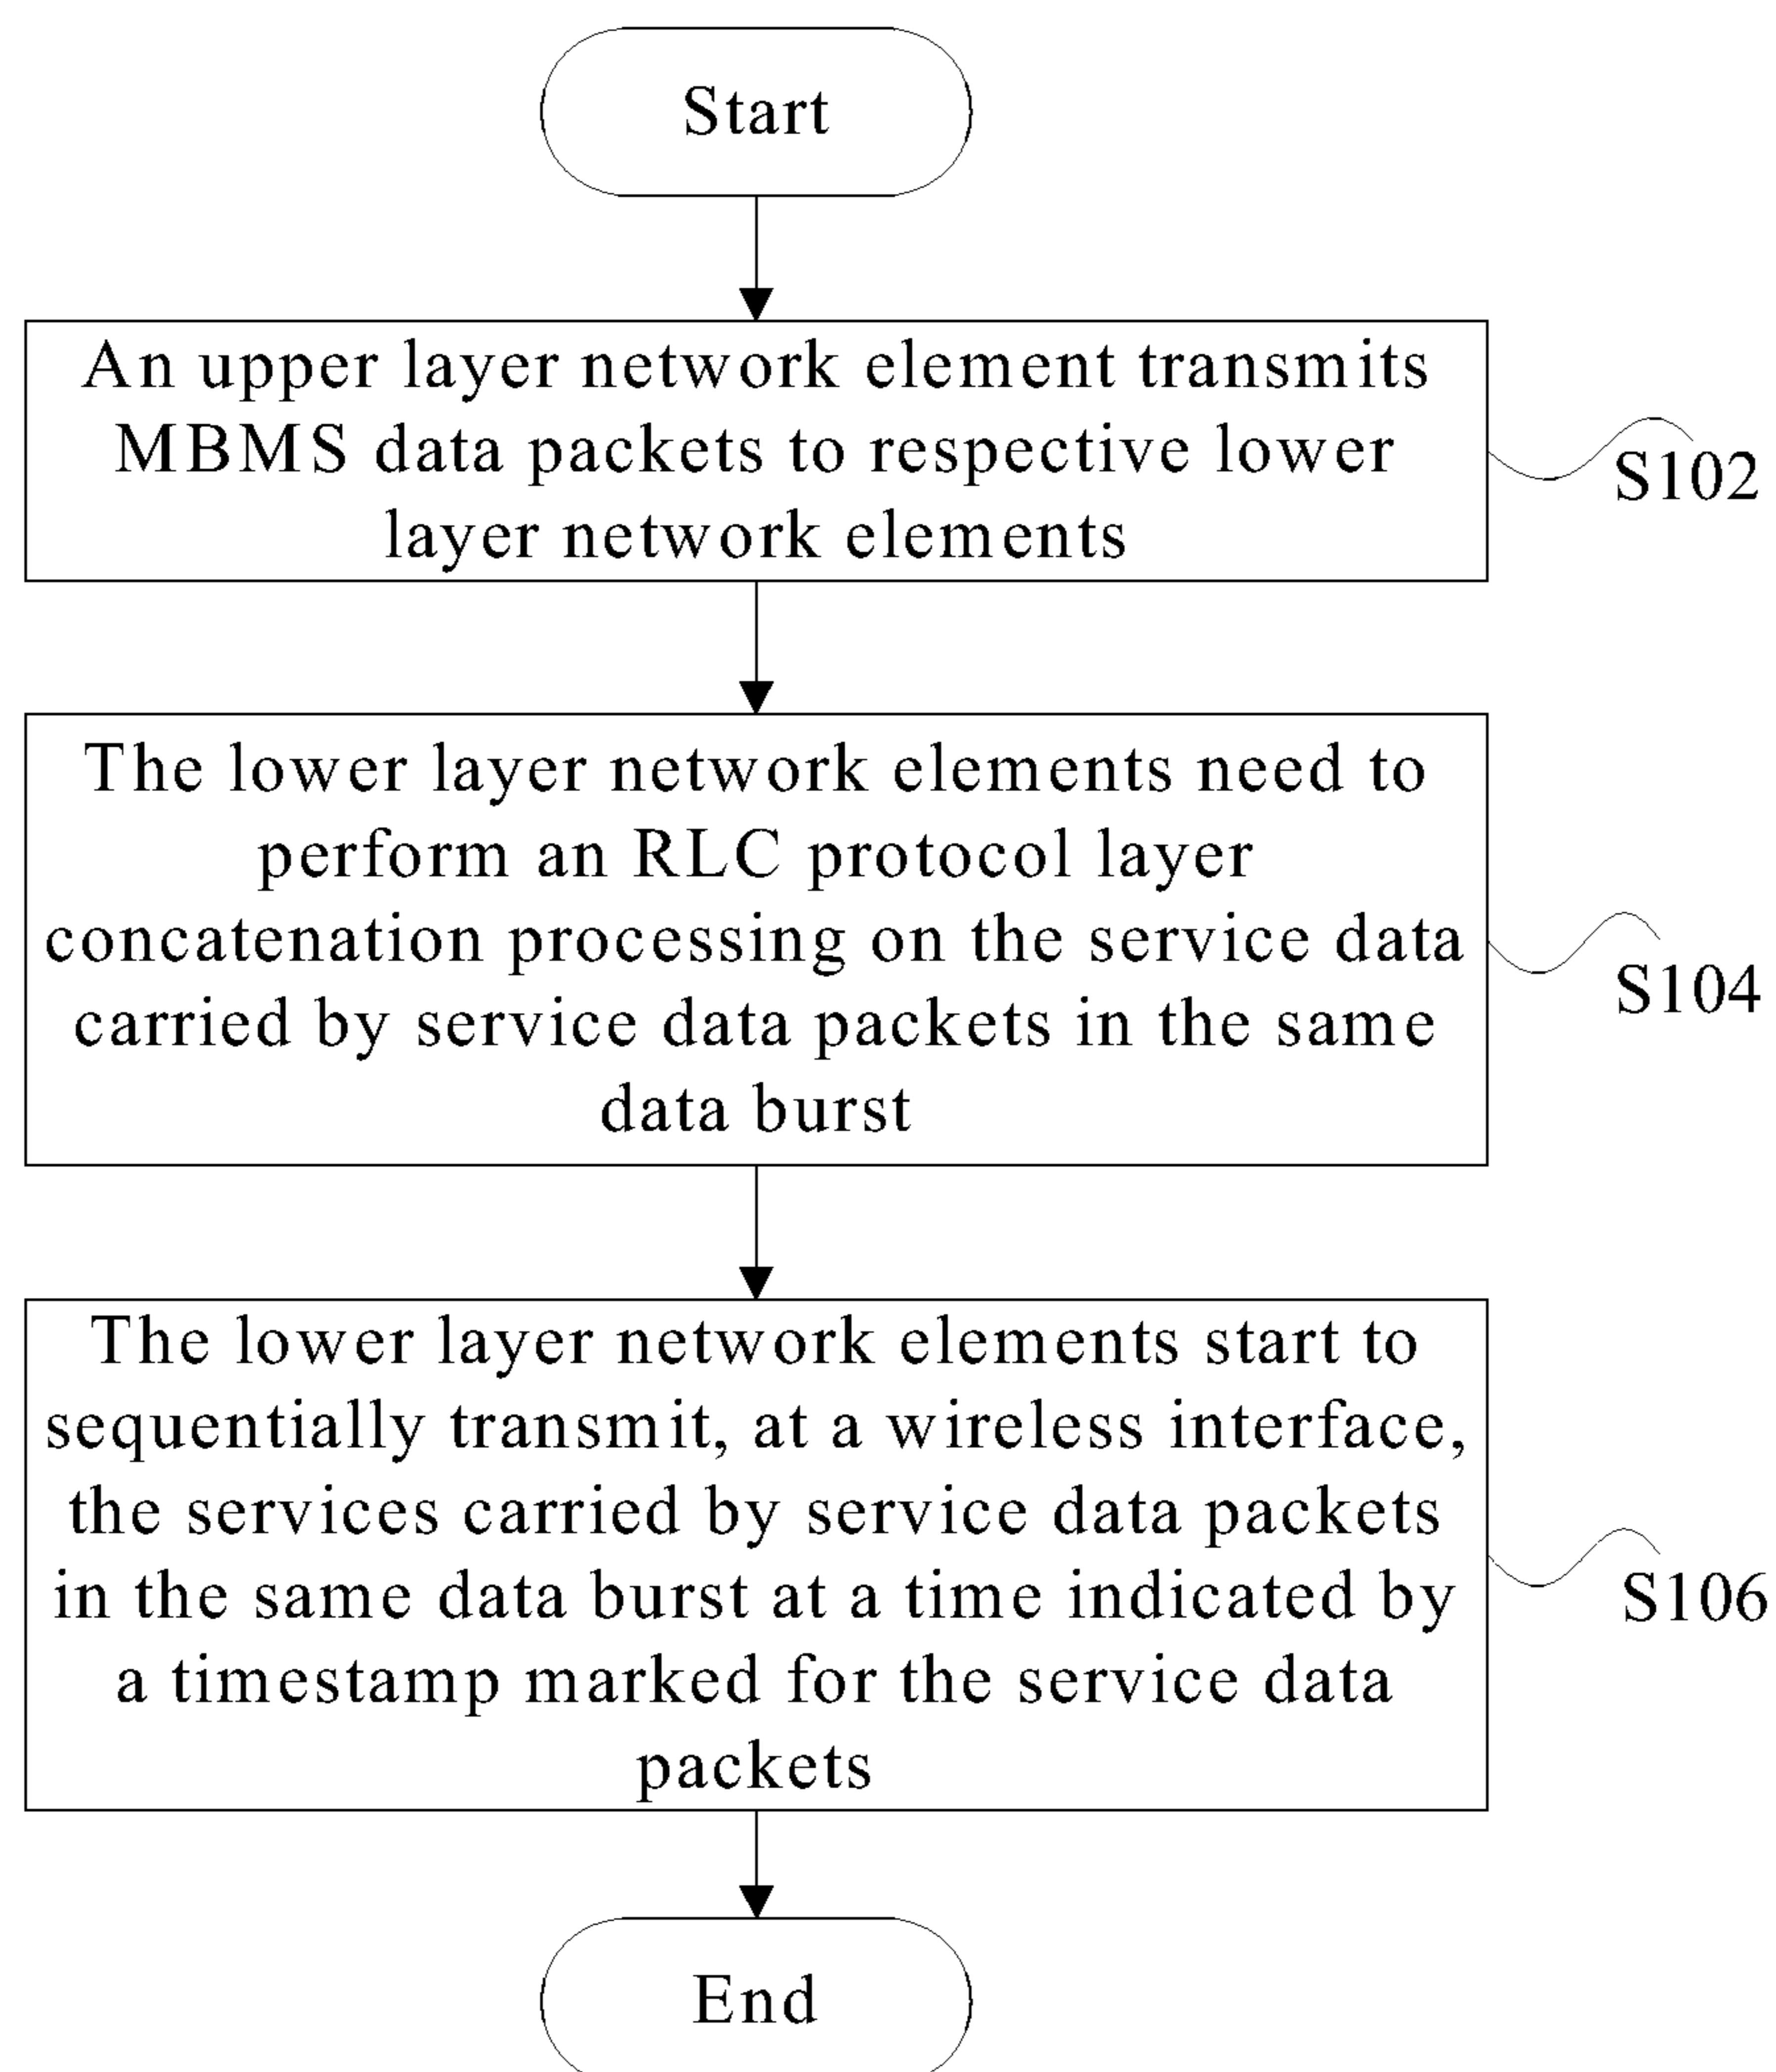 Start
An upper layer network element transmits
MBMS data packets to respective lower
layer network elements
S102
The lower layer network elements need to
perform an RLC protocol layer
concatenation processing on the service data
carried by service data packets in the same
data burst
S104
The lower layer network elements start to
sequentially transmit, at a wireless interface,
the services carried by service data packets
in the same data burst at a time indicated by
a timestamp marked for the service data
packets
S106
End